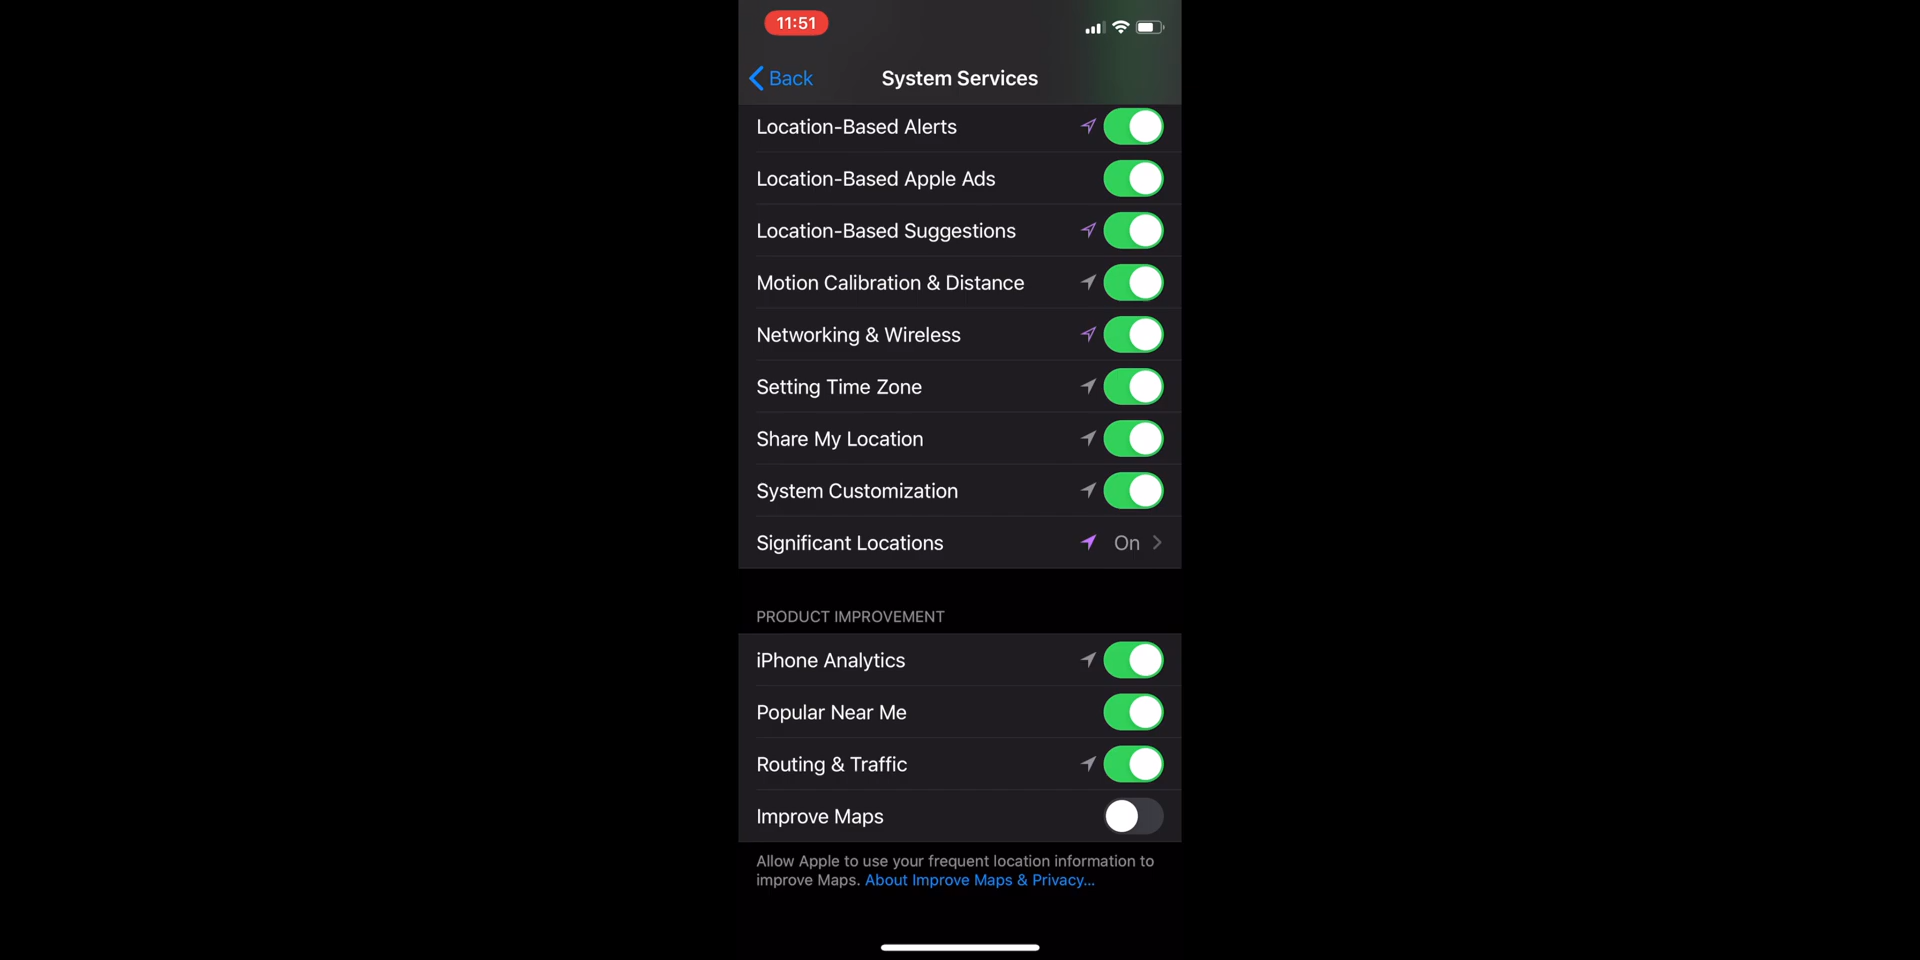 11:51
Back
System Services
Location-Based Alerts
Location-Based Apple Ads
Location-Based Suggestions
Motion Calibration & Distance
Networking & Wireless
Setting Time Zone
Share My Location
System Customization
Significant Locations On
PRODUCT IMPROVEMENT
iPhone Analytics
Popular Near Me
Routing & Traffic
Improve Maps
Allow Apple to use your frequent location information to
improve Maps. About Improve Maps & Privacy...